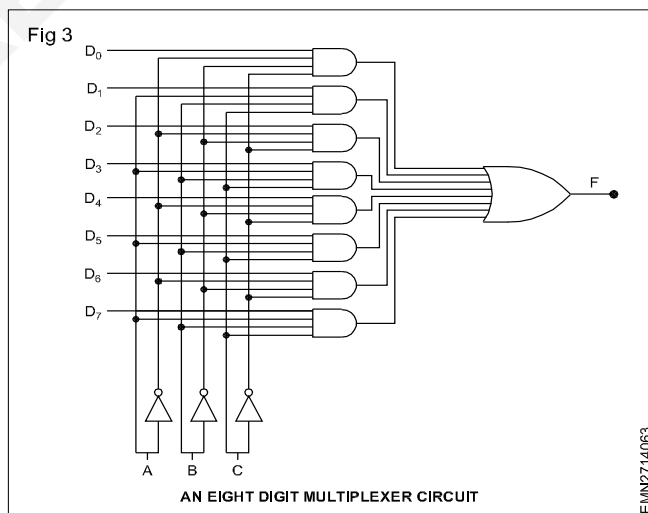 Fig 3
D0
D1
D2
D3
D4
D5
D6
D7
F
A B C
AN EIGHT DIGIT MULTIPLEXER CIRCUIT
EMN2714063